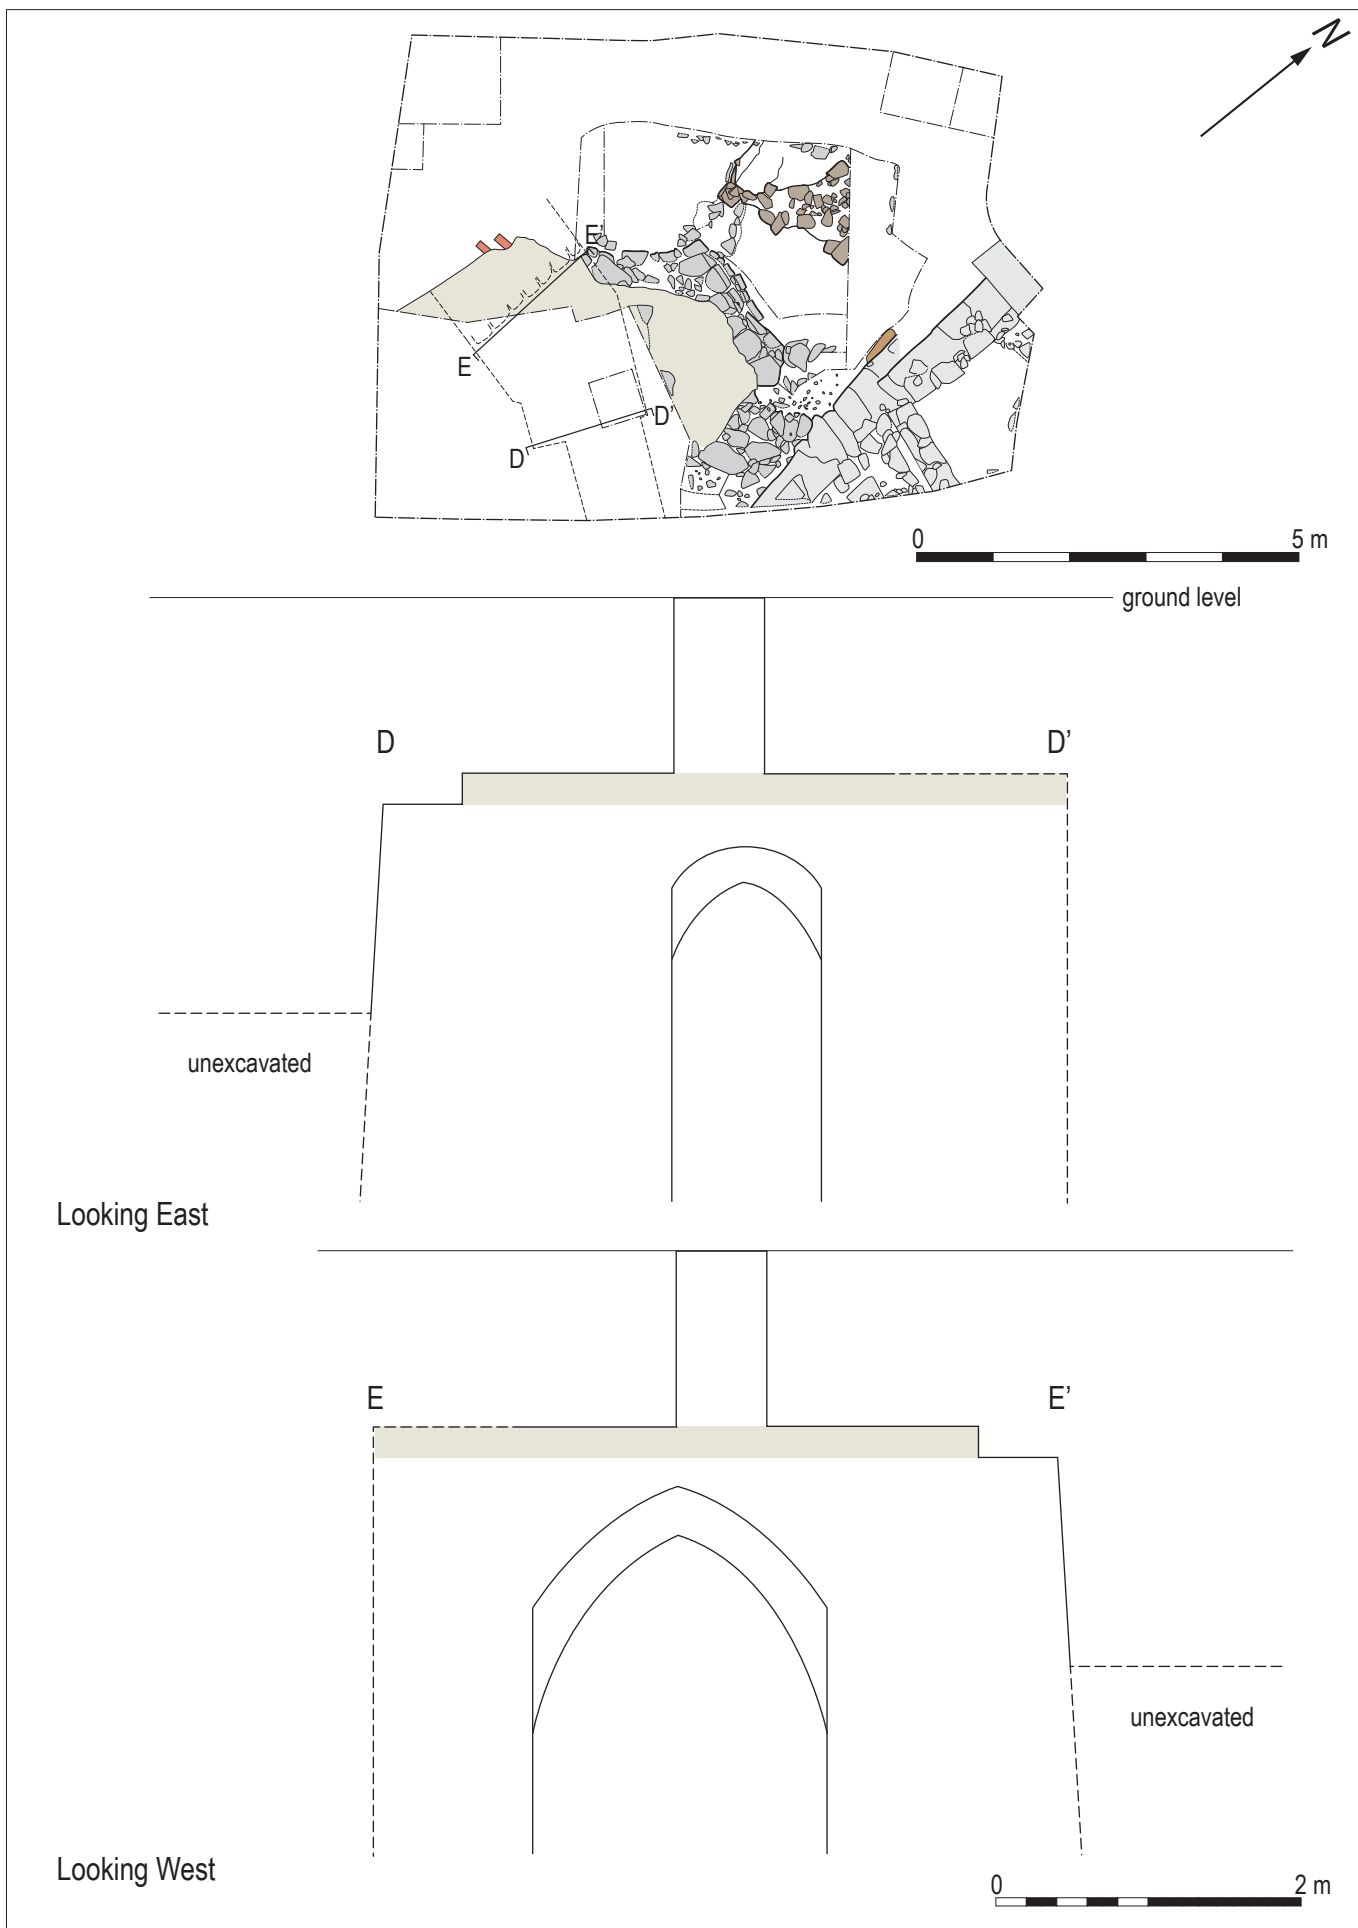 N
E'
E
D'
D
0 5 m
ground level
D D’
unexcavated
Looking East
E E’
unexcavated
Looking West
0 2 m